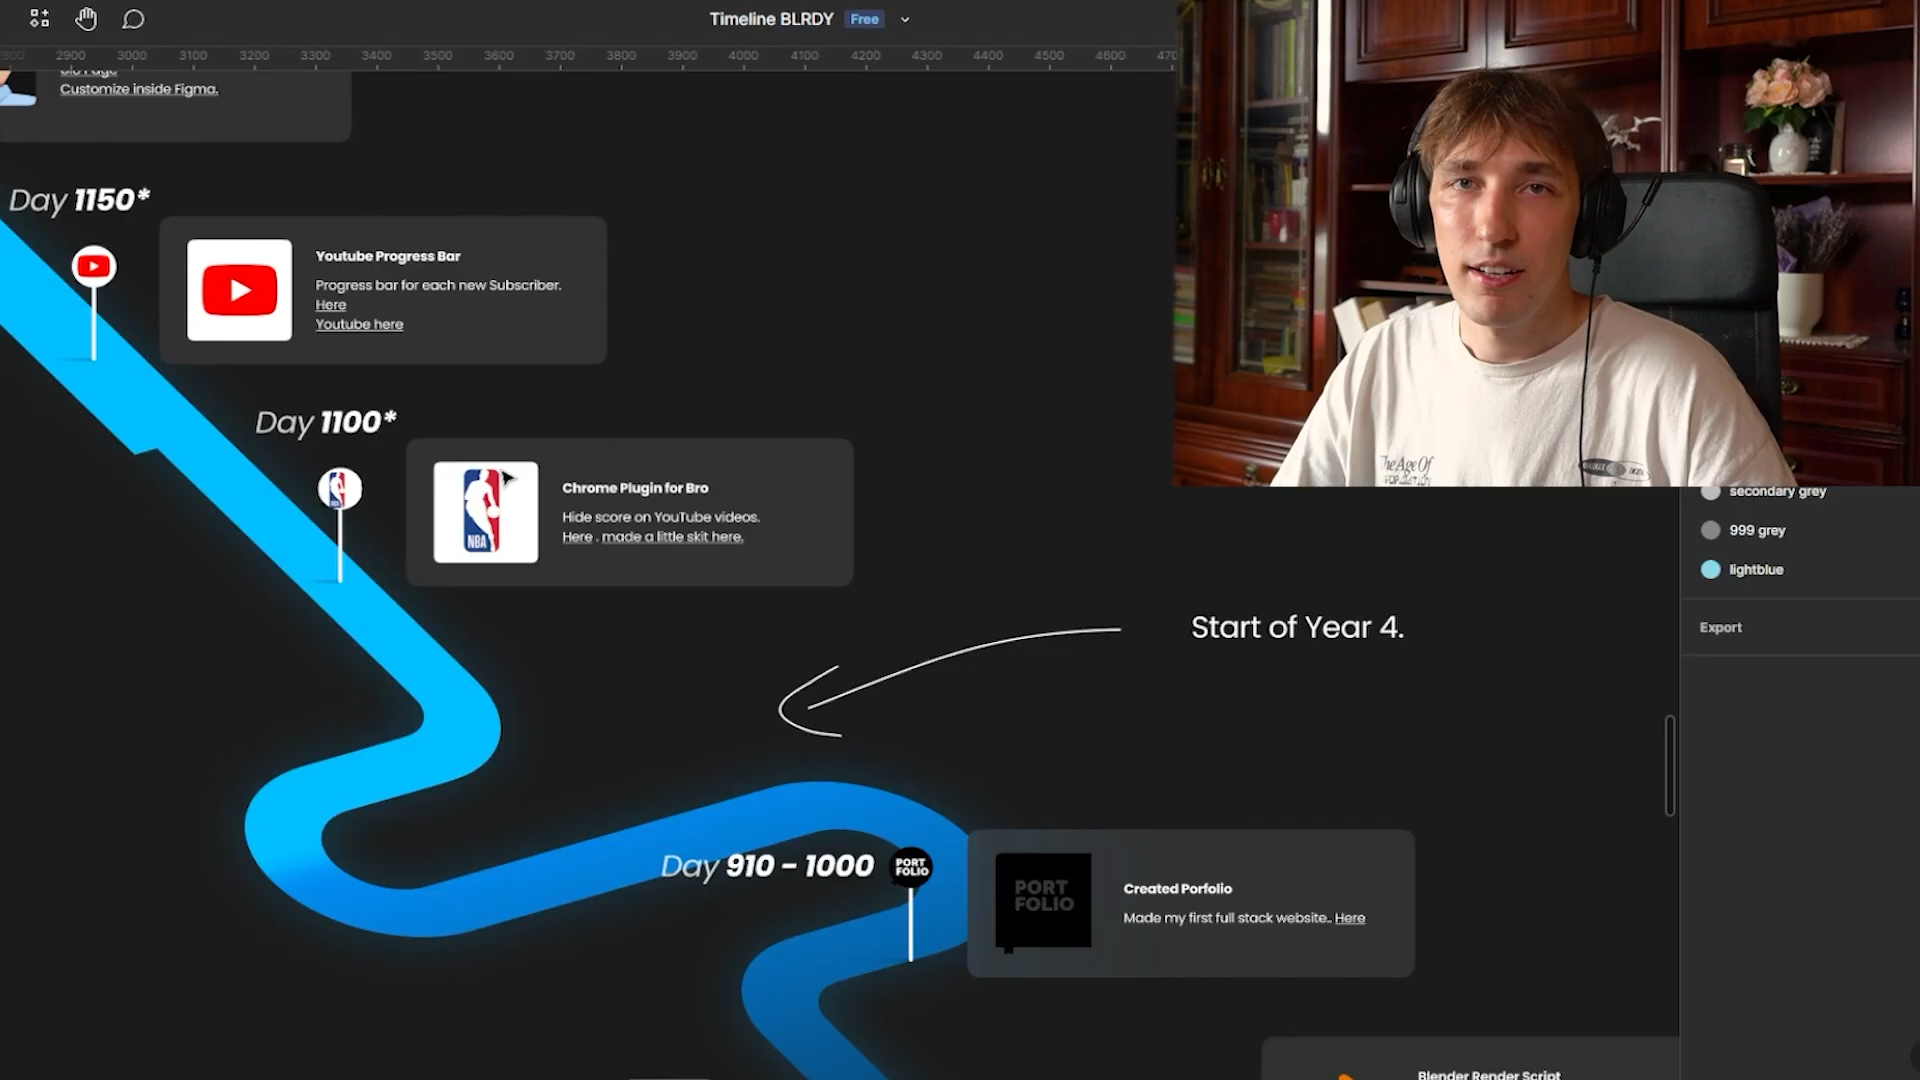 Timeline BLRDY Free
2900 3000 3100 3200 3300 3400 3500 3600 3700 3800 3900 4000 4100 4200 4300 4400 4500 4600 470
Customize inside Figma.
Day 1150*
Youtube Progress Bar
Progress bar for each new Subscriber.
Here
Youtube here
Day 1100*
NBA
Chrome Plugin for Bro
Hide score on YouTube videos.
Here . made a little skit here.
The Age Of
secondary grey
999 grey
lightblue
Export
Start of Year 4.
Day 910 - 1000
PORT
FOLIO
PORT
FOLIO
Created Porfolio
Made my first full stack website.. Here
Blender Render Script